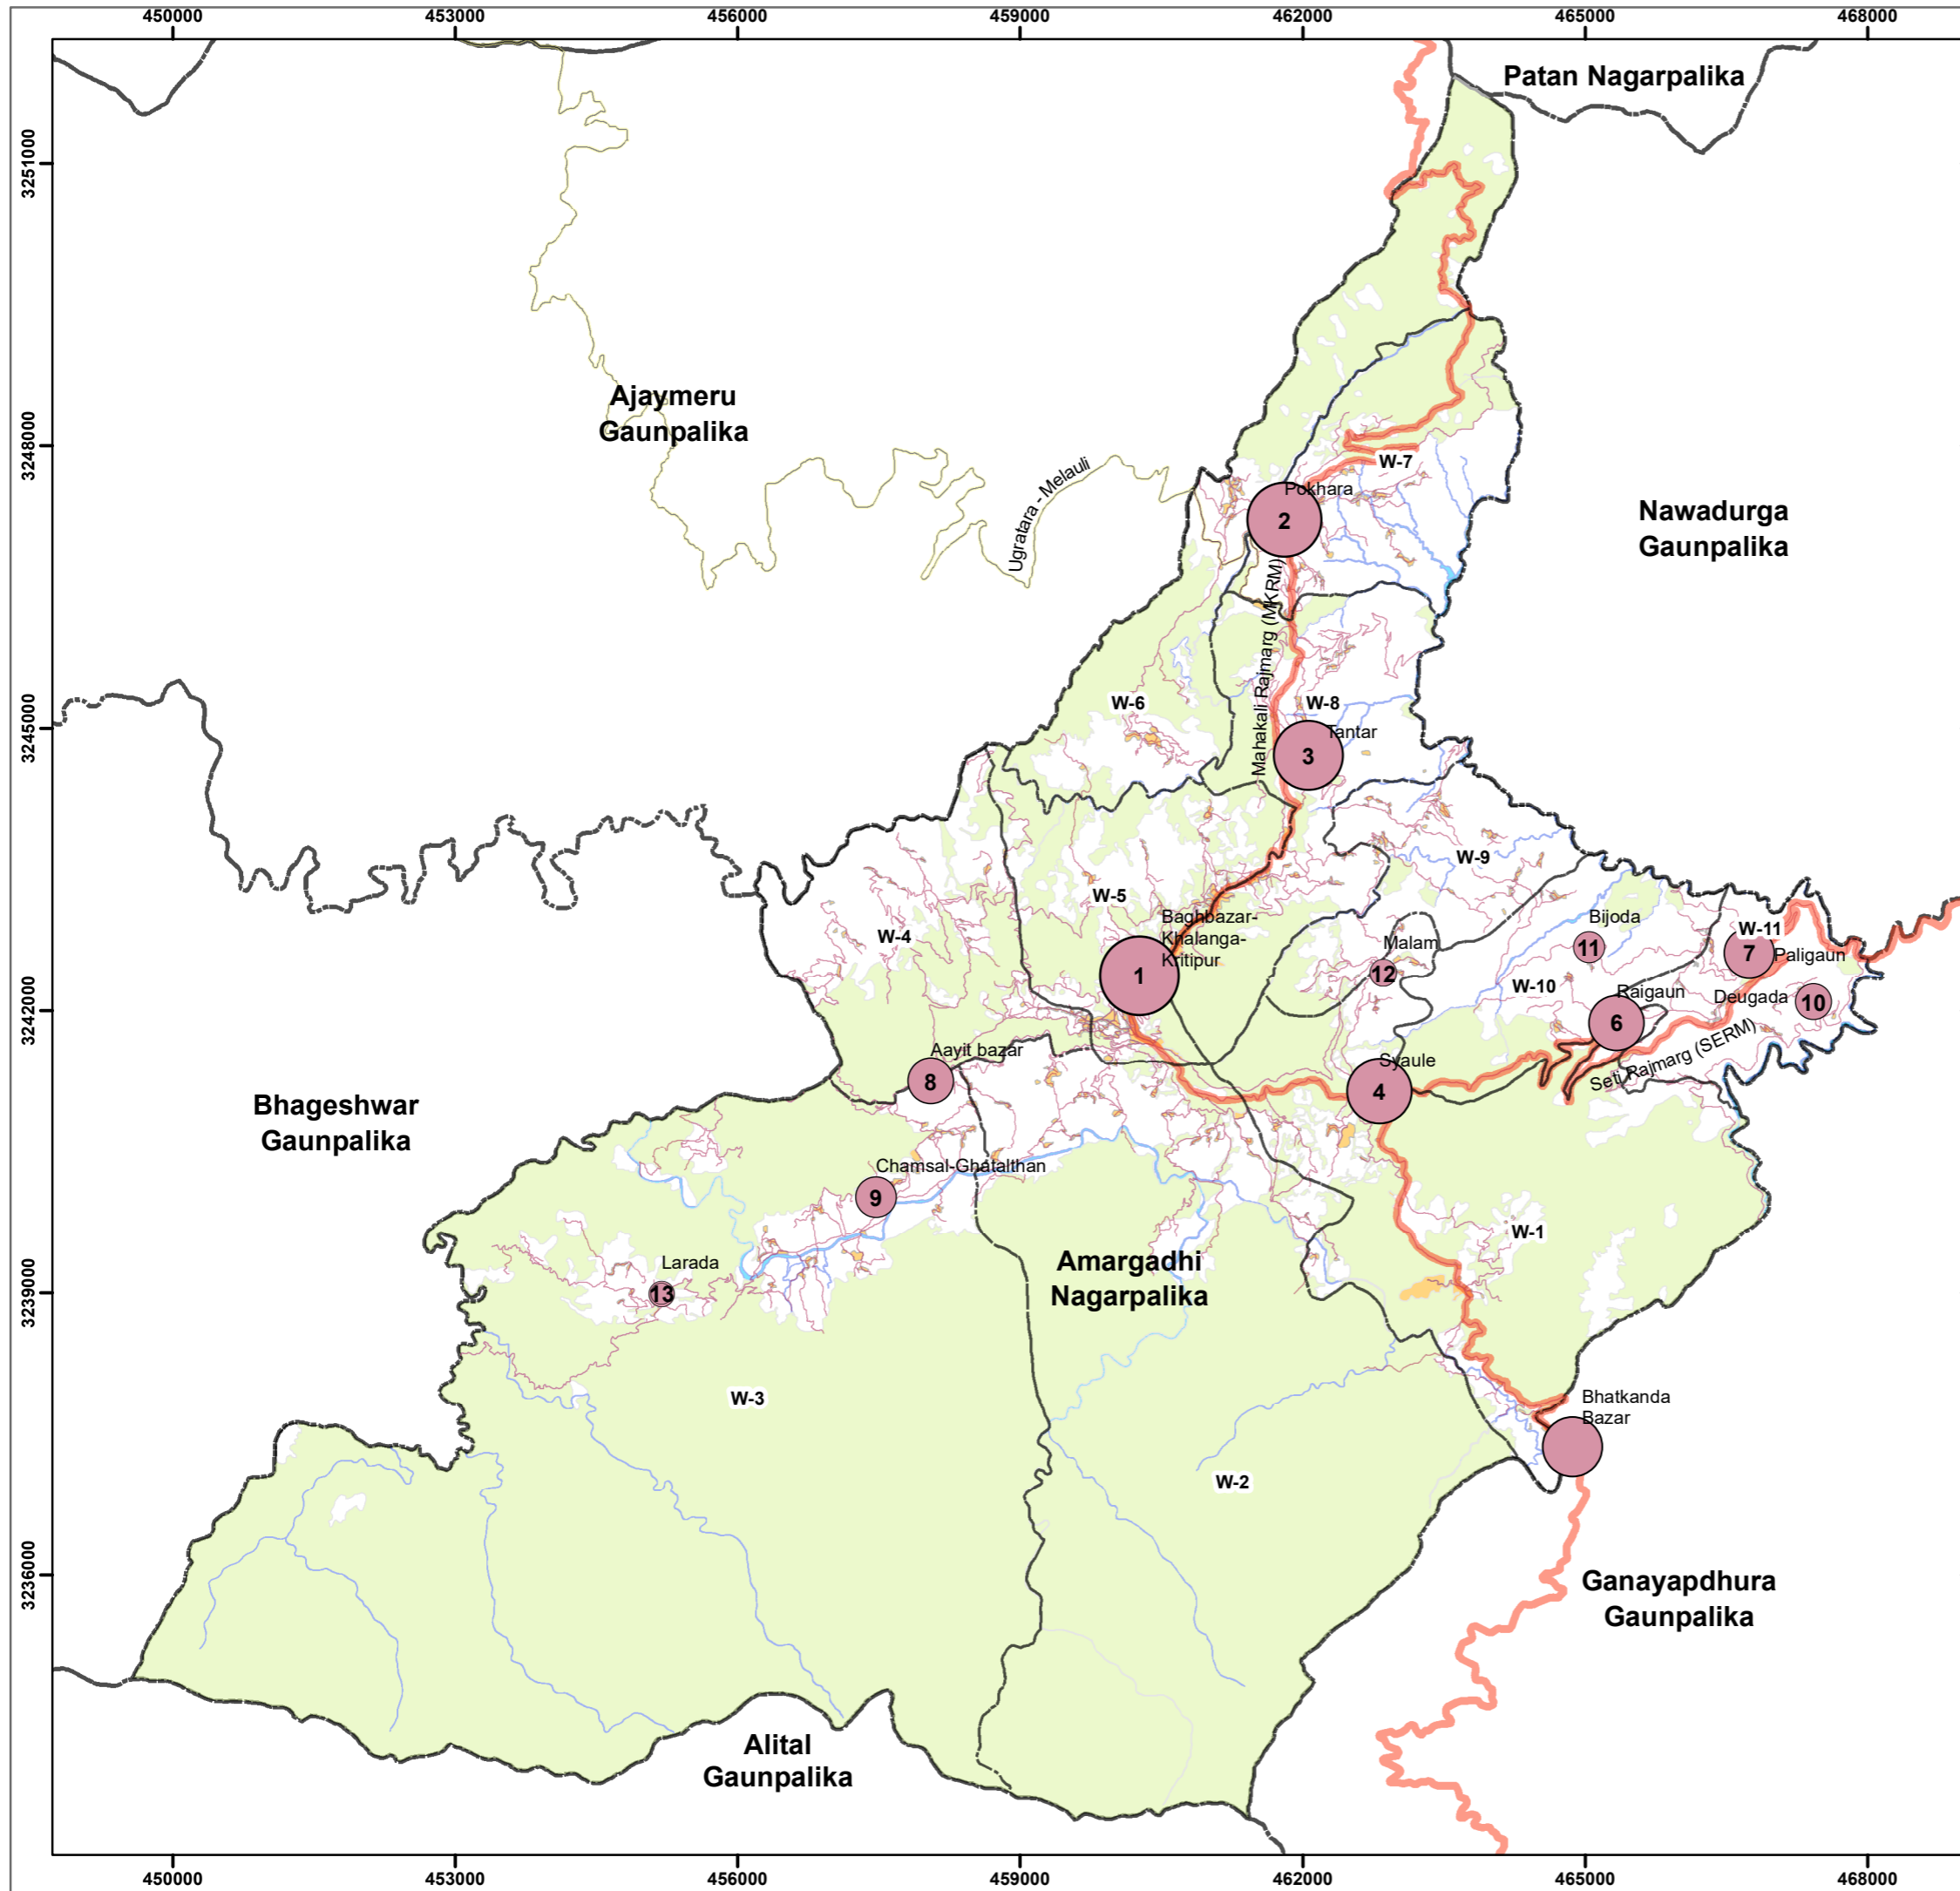 450000
453000
456000
459000
462000
465000
468000
Patan Nagarpalika
3251000
Ajaymeru
Gaunpalika
3248000
Ugratara - Melauli
W-7
Pokhara
2
Nawadurga
Gaunpalika
Mahakali Rajmarg (MKRM)
3245000
W-6
W-8
Tantar
3
W-9
W-5
W-4
Baghbazar-
Khalanga-
Kritipur
1
Malam
12
Bijoda
11
W-11
7
Paligaun
W-10
Raigaun
6
Deugada
10
3242000
Seti Rajmarg (SERM)
Aayit bazar
8
Syaule
4
Bhageshwar
Gaunpalika
Chamsal-Ghatalthan
9
W-1
Amargadhi
Nagarpalika
Larada
13
3239000
W-3
Bhatkanda
Bazar
W-2
3236000
Ganayapdhura
Gaunpalika
Alital
Gaunpalika
450000
453000
456000
459000
462000
465000
468000